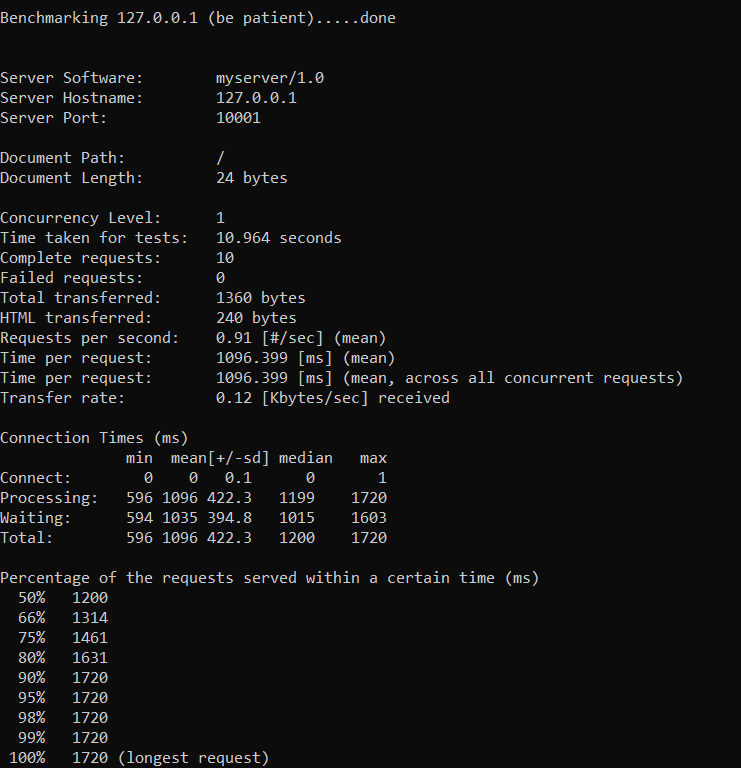 Benchmarking 127.0.0.1 (be patient).....done
Server Software: myserver/1.0
Server Hostname: 127.0.0.1
Server Port: 10001
Document Path: /
Document Length: 24 bytes
Concurrency Level: 1
Time taken for tests: 10.964 seconds
Complete requests: 10
Failed requests: 0
Total transferred: 1360 bytes
HTML transferred: 240 bytes
Requests per second: 0.91 [#/sec] (mean)
Time per request: 1096.399 [ms] (mean)
Time per request: 1096.399 [ms] (mean, across all concurrent requests)
Transfer rate: 0.12 [Kbytes/sec] received
Connection Times (ms)
min mean[+/-sd] median max
Connect: 0 0 0.1 0 1
Processing: 596 1096 422.3 1199 1720
Waiting: 594 1035 394.8 1015 1603
Total: 596 1096 422.3 1200 1720
Percentage of the requests served within a certain time (ms)
50% 1200
66% 1314
75% 1461
80% 1631
90% 1720
95% 1720
98% 1720
99% 1720
100% 1720 (longest request)